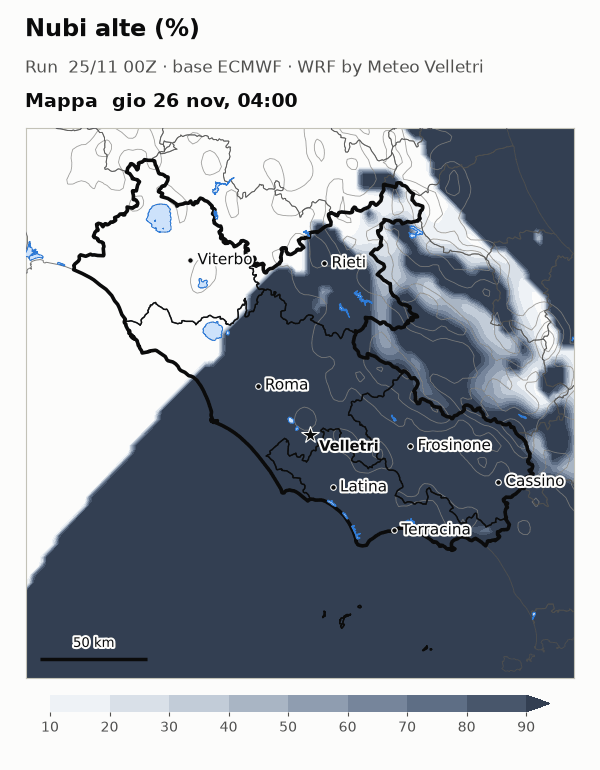 Nubi alte (%)
Run  25/11 00Z · base ECMWF · WRF by Meteo Velletri
Mappa  gio 26 nov, 04:00
Viterbo
Rieti
Roma
Velletri
Frosinone
Latina
Cassino
Terracina
50 km
10 20 30 40 50 60 70 80 90